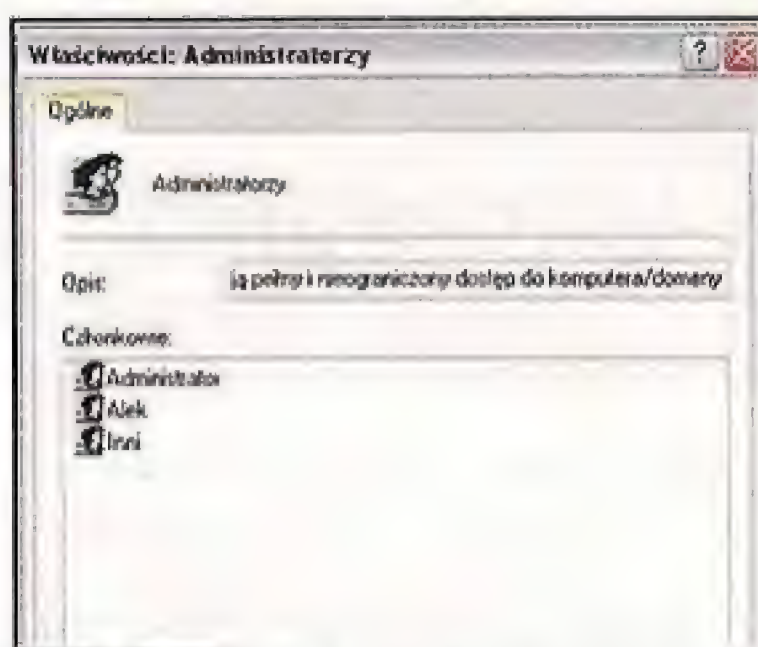 Właściwości: Administratorzy
?
Ogólne
Administratorzy
Opis: ją pełny i nieograniczony dostęp do komputera/domeny
Członkowie:
Administrator
Alek
Inni